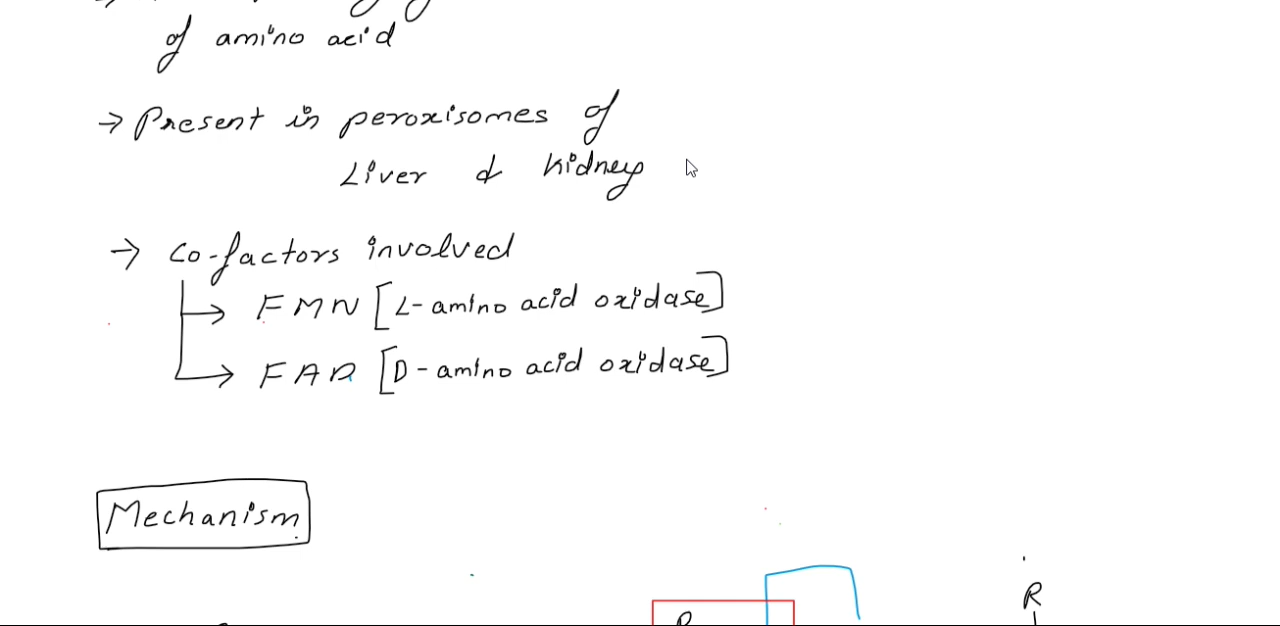 of amino acid
→ Present in peroxisomes of
Liver & Kidney
→ Co-factors involved
→ FMN [L-amino acid oxidase]
→ FAD [D-amino acid oxidase]
Mechanism
R
R